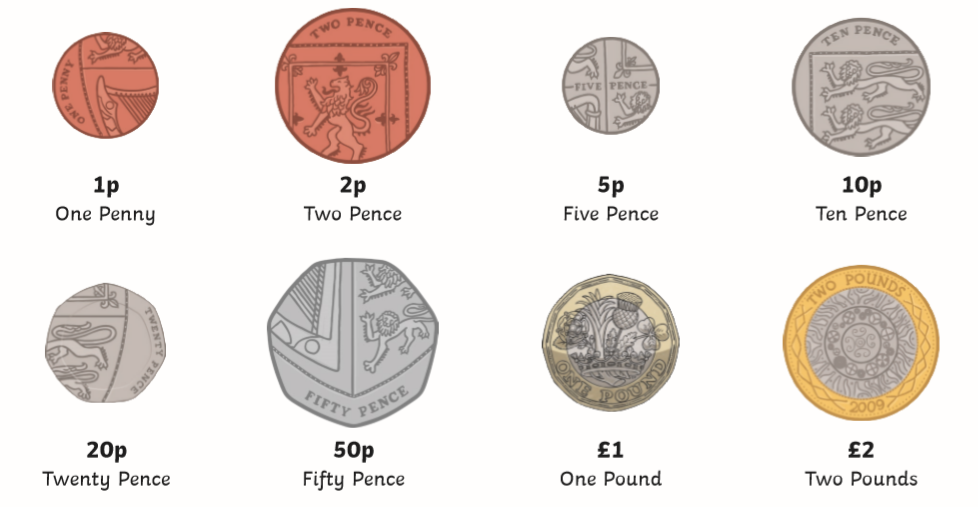 ONE PENNY
TWO PENCE
FIVE PENCE
TEN PENCE
1p
2p
5p
10p
One Penny
Two Pence
Five Pence
Ten Pence
TWENTY PENCE
FIFTY PENCE
ONE POUND
TWO POUNDS
2009
20p
50p
£1
£2
Twenty Pence
Fifty Pence
One Pound
Two Pounds